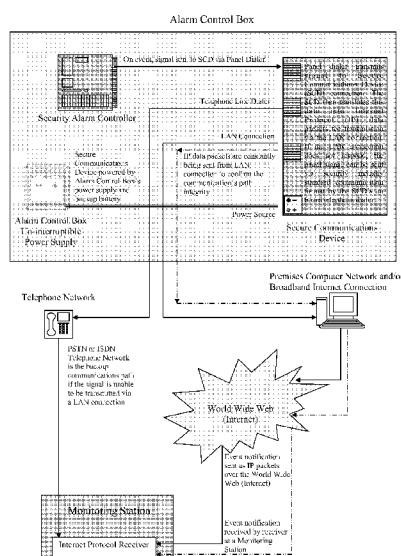 Alarm Control Box
On event, signal sent to SCD via Panel Dialer
Security Alarm Controller
Telephone Line Dialer
LAN Connection
IP data packets are constantly
being sent from LAN
connection to confirm the
communication's path
integrity
Secure
Communications
Device powered by
Alarm Control Box's
power supply and
backup battery
Power Source
Alarm Control Box
Un-interruptible
Power Supply
Secure Communications
Device
Premises Computer Network and/or
Broadband Internet Connection
Telephone Network
PSTN or ISDN
Telephone Network
is the backup
communications path
if the signal is unable
to be transmitted via
a LAN connection
World Wide Web
(Internet)
Event notification
sent as IP packets
over the World Wide
Web (Internet)
Monitoring Station
Event notification
received by receiver
at a Monitoring
Station
Internet Protocol Receiver